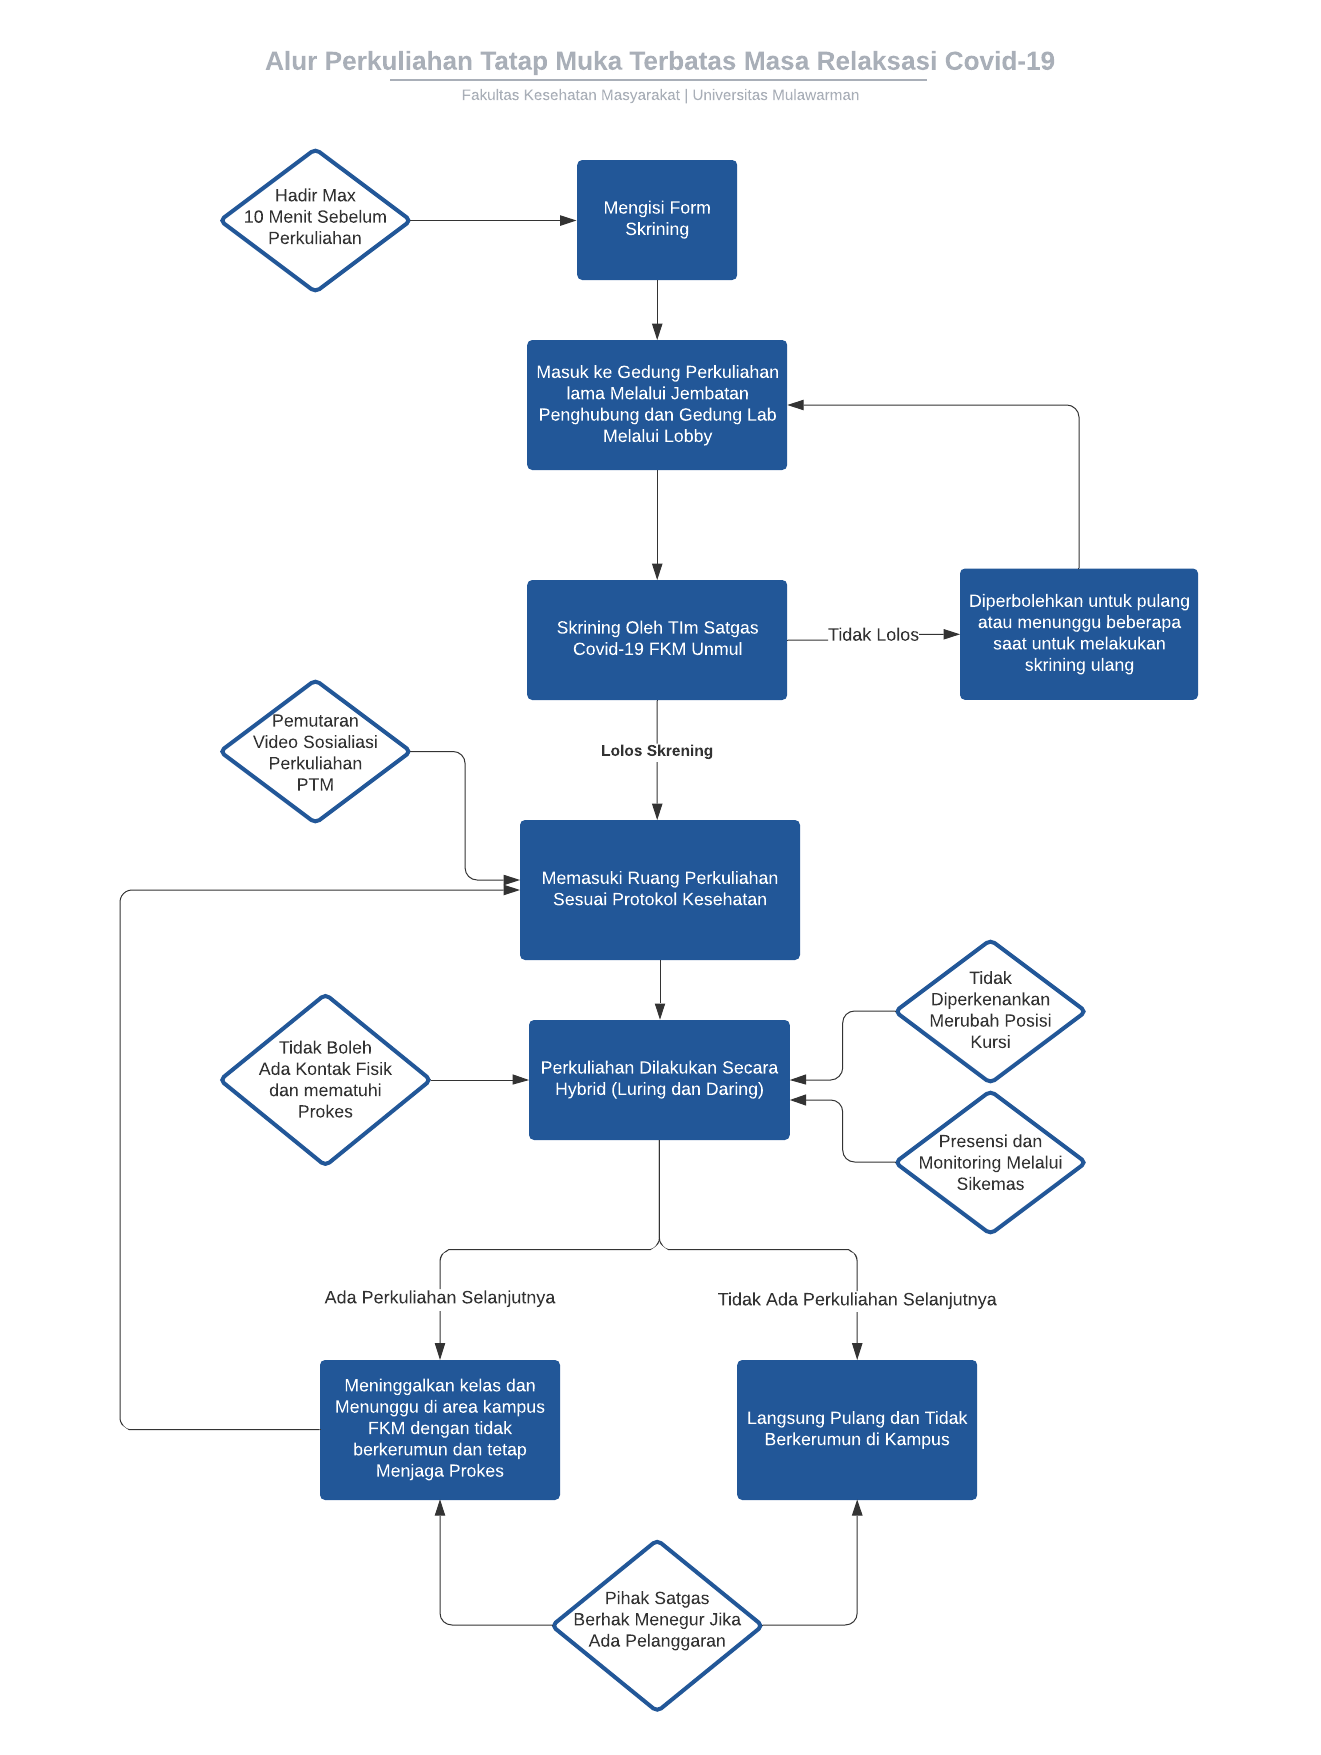 Alur Perkuliahan Tatap Muka Terbatas Masa Relaksasi Covid-19
Fakultas Kesehatan Masyarakat | Universitas Mulawarman
Hadir Max
10 Menit Sebelum
Perkuliahan
Mengisi Form
Skrining
Masuk ke Gedung Perkuliahan
lama Melalui Jembatan
Penghubung dan Gedung Lab
Melalui Lobby
Skrining Oleh TIm Satgas
Covid-19 FKM Unmul
Tidak Lolos
Diperbolehkan untuk pulang
atau menunggu beberapa
saat untuk melakukan
skrining ulang
Lolos Skrening
Pemutaran
Video Sosialiasi
Perkuliahan
PTM
Memasuki Ruang Perkuliahan
Sesuai Protokol Kesehatan
Tidak
Diperkenankan
Merubah Posisi
Kursi
Tidak Boleh
Ada Kontak Fisik
dan mematuhi
Prokes
Perkuliahan Dilakukan Secara
Hybrid (Luring dan Daring)
Presensi dan
Monitoring Melalui
Sikemas
Ada Perkuliahan Selanjutnya
Tidak Ada Perkuliahan Selanjutnya
Meninggalkan kelas dan
Menunggu di area kampus
FKM dengan tidak
berkerumun dan tetap
Menjaga Prokes
Langsung Pulang dan Tidak
Berkerumun di Kampus
Pihak Satgas
Berhak Menegur Jika
Ada Pelanggaran